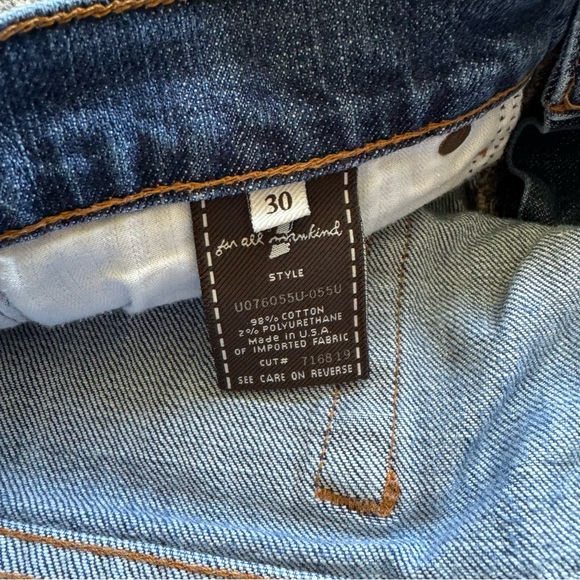 30
7
for all mankind
STYLE
U076055U-055U
98% COTTON
2% POLYURETHANE
Made in U.S.A.
OF IMPORTED FABRIC
CUT# 716819
SEE CARE ON REVERSE